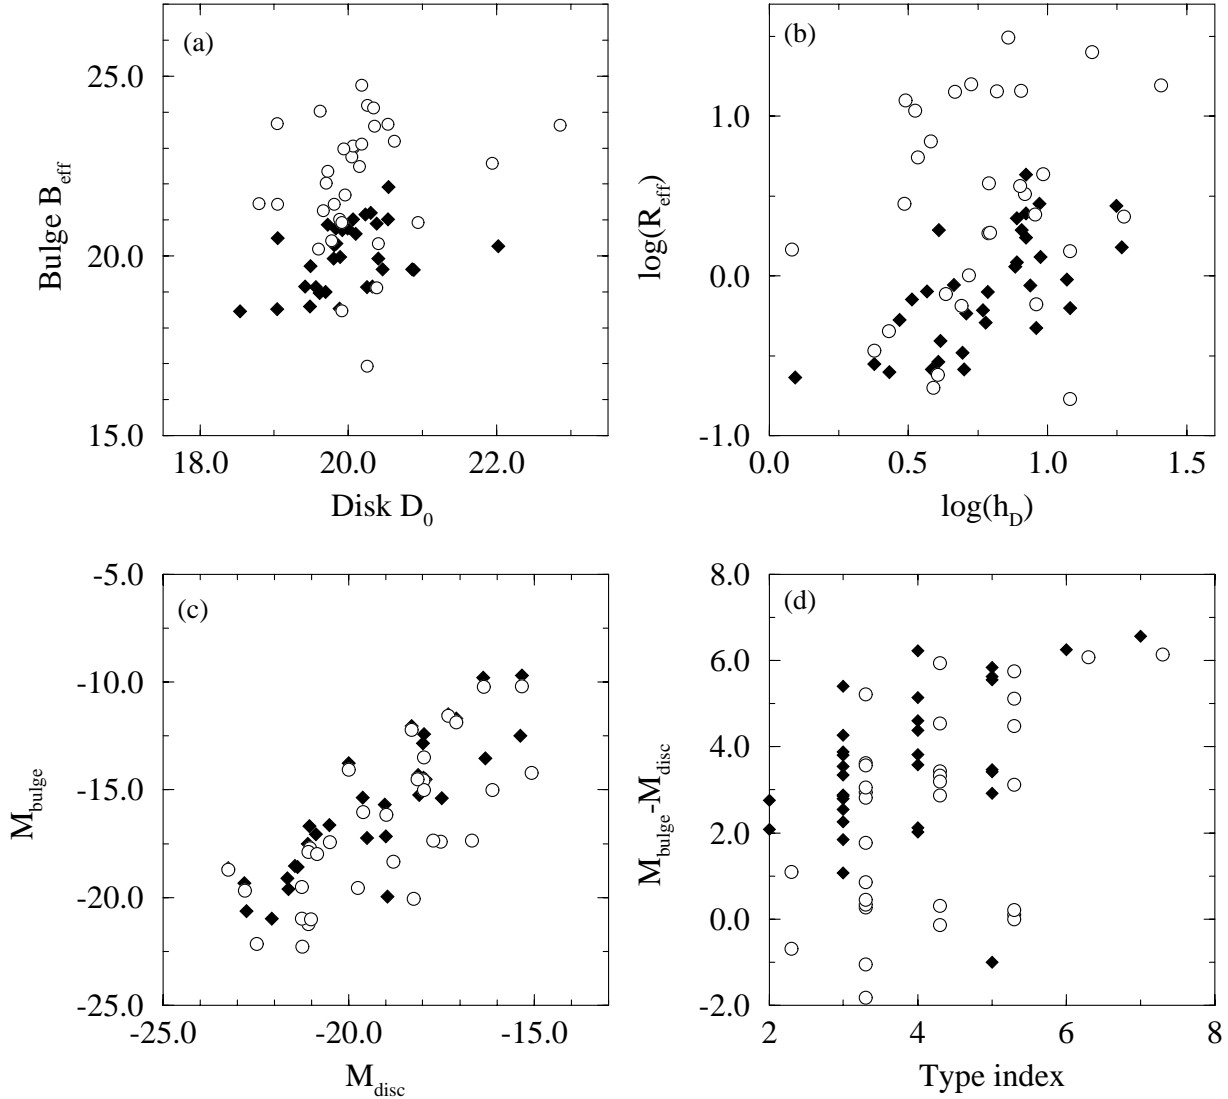 (a)
25.0
20.0
15.0
Bulge B_eff
18.0 20.0 22.0
Disk D_0
(b)
1.0
0.0
-1.0
log(R_eff)
0.0 0.5 1.0 1.5
log(h_D)
(c)
-5.0
-10.0
-15.0
-20.0
-25.0
M_bulge
-25.0 -20.0 -15.0
M_disc
(d)
8.0
6.0
4.0
2.0
0.0
-2.0
M_bulge-M_disc
2 4 6 8
Type index